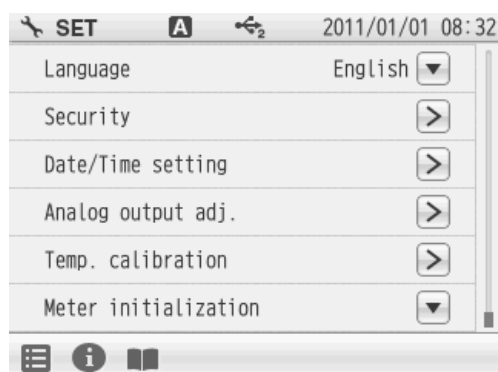 SET A 2 2011/01/01 08:32
Language English
Security
Date/Time setting
Analog output adj.
Temp. calibration
Meter initialization